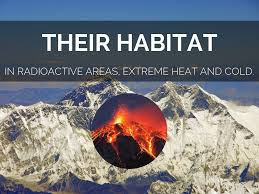 THEIR HABITAT
IN RADIOACTIVE AREAS, EXTREME HEAT AND COLD.